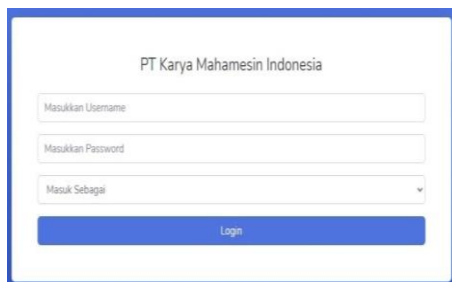 PT Karya Mahamesin Indonesia
Masukkan Username
Masukkan Password
Masuk Sebagai
Login